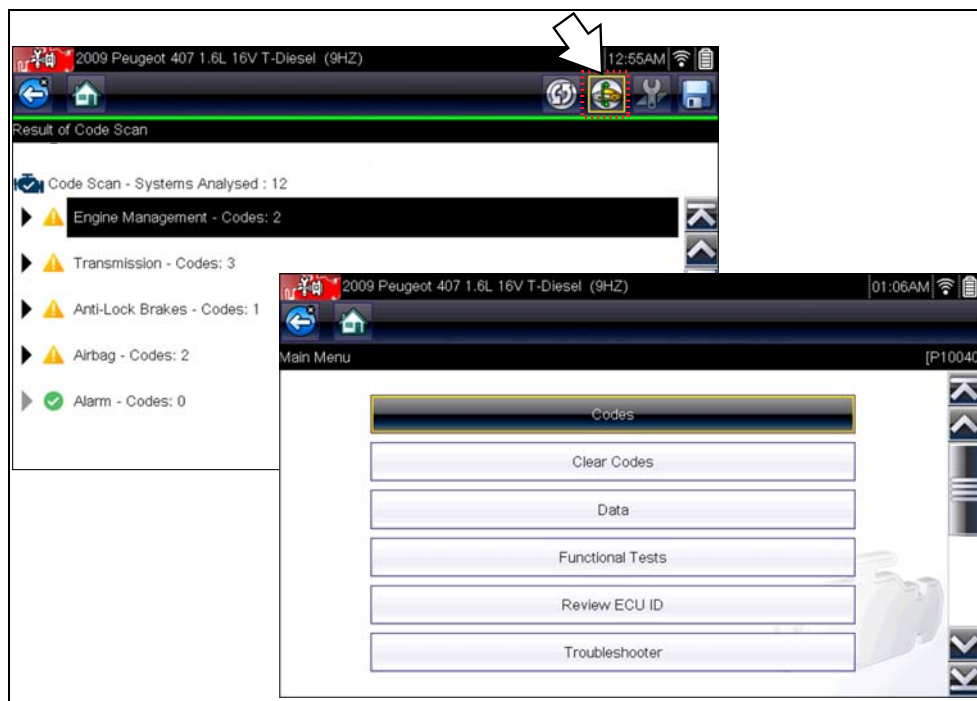 2009 Peugeot 407 1.6L 16V T-Diesel (9HZ) 12:55AM
Result of Code Scan
Code Scan - Systems Analysed : 12
Engine Management - Codes: 2
Transmission - Codes: 3
Anti-Lock Brakes - Codes: 1
Airbag - Codes: 2
Alarm - Codes: 0
2009 Peugeot 407 1.6L 16V T-Diesel (9HZ) 01:06AM
Main Menu [P10040
Codes
Clear Codes
Data
Functional Tests
Review ECU ID
Troubleshooter